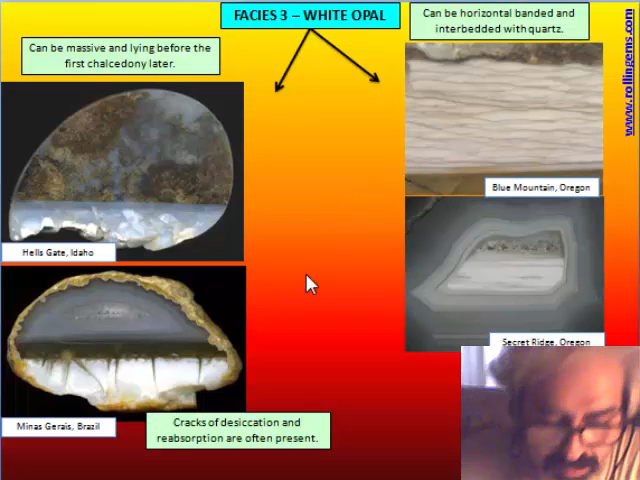 FACIES 3 – WHITE OPAL
Can be massive and lying before the
first chalcedony later.
Can be horizontal banded and
interbedded with quartz.
www.rollingems.com
Hells Gate, Idaho
Blue Mountain, Oregon
Secret Ridge, Oregon
Minas Gerais, Brazil
Cracks of desiccation and
reabsorption are often present.